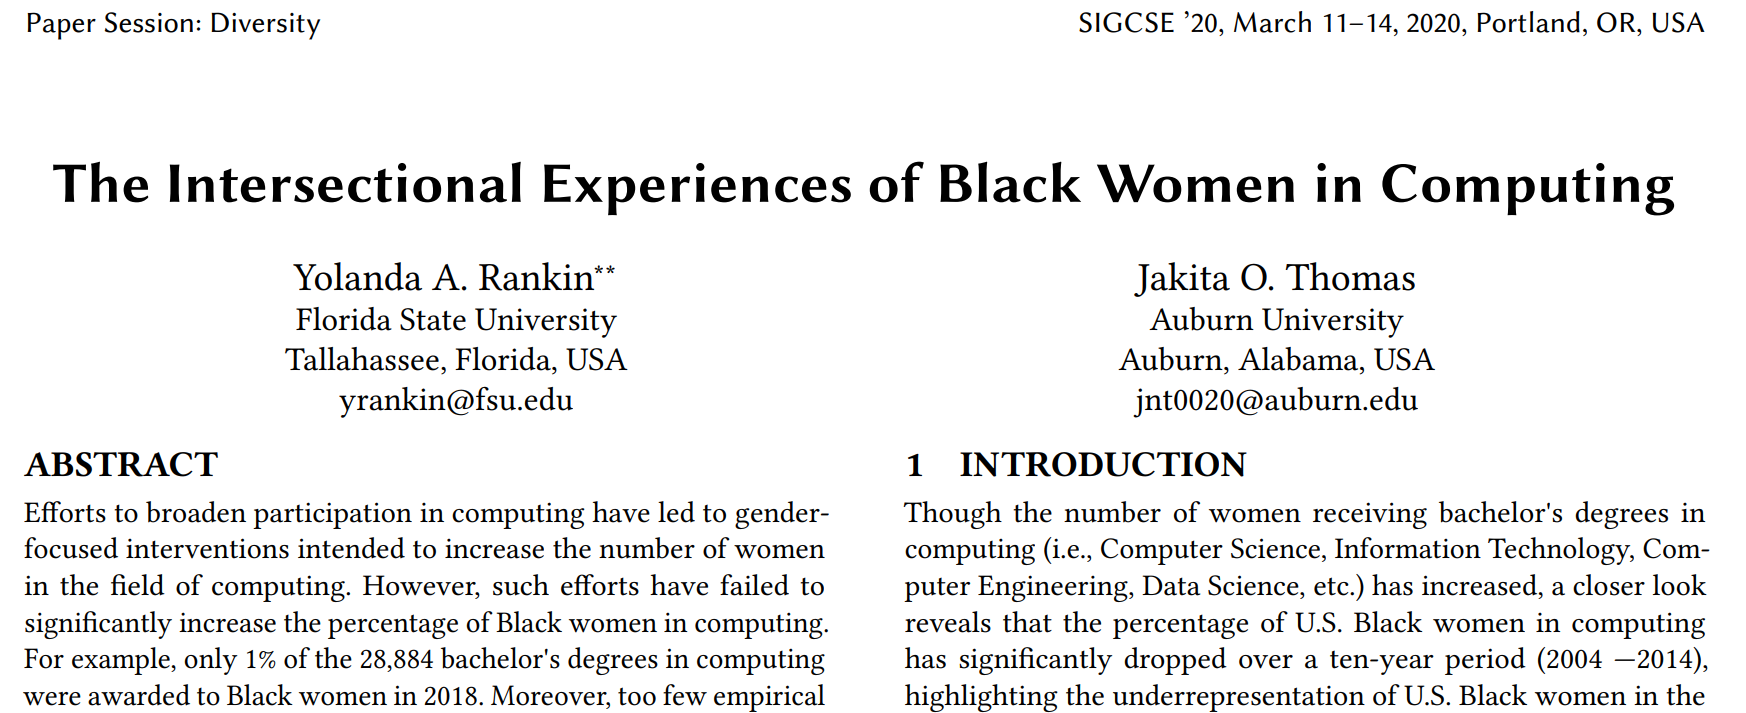 Paper Session: Diversity
SIGCSE ’20, March 11–14, 2020, Portland, OR, USA
The Intersectional Experiences of Black Women in Computing
Yolanda A. Rankin**
Florida State University
Tallahassee, Florida, USA
yrankin@fsu.edu
Jakita O. Thomas
Auburn University
Auburn, Alabama, USA
jnt0020@auburn.edu
ABSTRACT
Efforts to broaden participation in computing have led to gender-
focused interventions intended to increase the number of women
in the field of computing. However, such efforts have failed to
significantly increase the percentage of Black women in computing.
For example, only 1% of the 28,884 bachelor's degrees in computing
were awarded to Black women in 2018. Moreover, too few empirical
1 INTRODUCTION
Though the number of women receiving bachelor's degrees in
computing (i.e., Computer Science, Information Technology, Com-
puter Engineering, Data Science, etc.) has increased, a closer look
reveals that the percentage of U.S. Black women in computing
has significantly dropped over a ten-year period (2004 —2014),
highlighting the underrepresentation of U.S. Black women in the